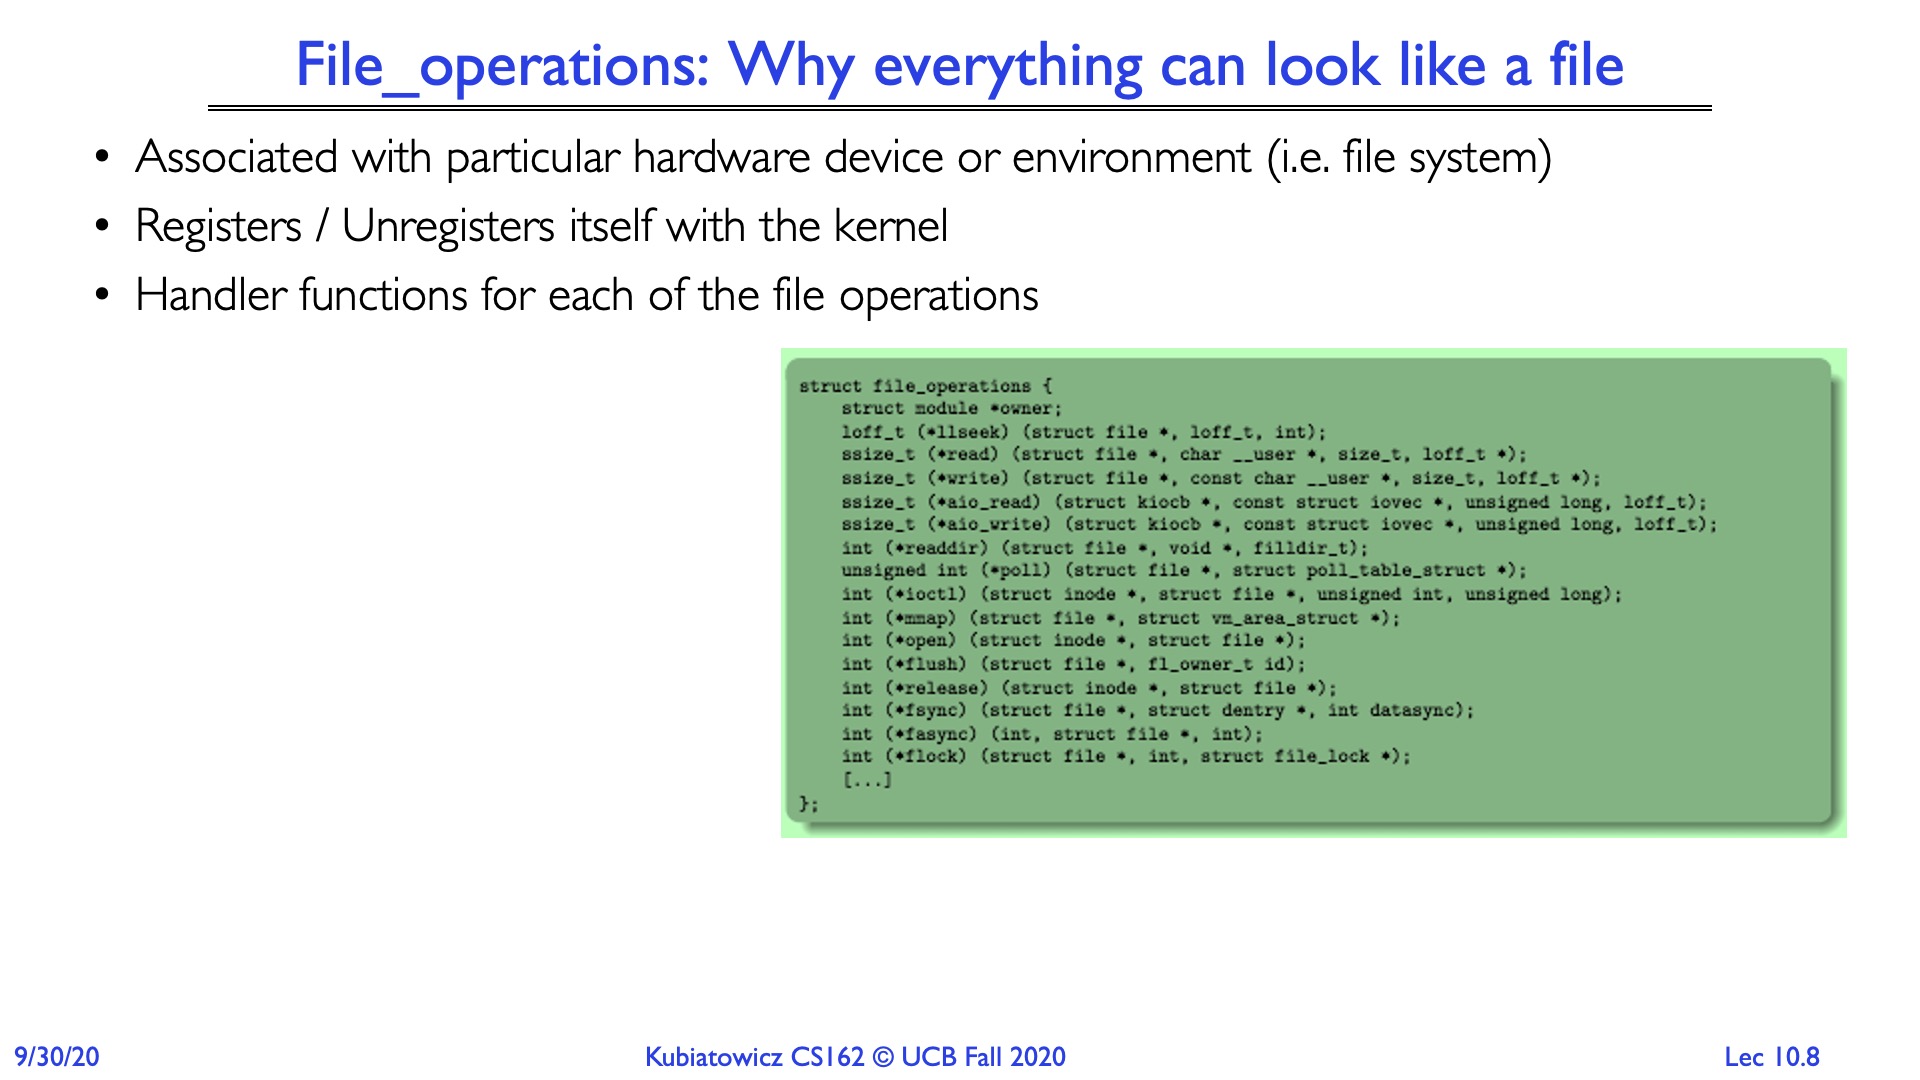 File_operations: Why everything can look like a file
• Associated with particular hardware device or environment (i.e. file system)
• Registers / Unregisters itself with the kernel
• Handler functions for each of the file operations
struct file_operations {
    struct module *owner;
    loff_t (*llseek) (struct file *, loff_t, int);
    ssize_t (*read) (struct file *, char __user *, size_t, loff_t *);
    ssize_t (*write) (struct file *, const char __user *, size_t, loff_t *);
    ssize_t (*aio_read) (struct kiocb *, const struct iovec *, unsigned long, loff_t);
    ssize_t (*aio_write) (struct kiocb *, const struct iovec *, unsigned long, loff_t);
    int (*readdir) (struct file *, void *, filldir_t);
    unsigned int (*poll) (struct file *, struct poll_table_struct *);
    int (*ioctl) (struct inode *, struct file *, unsigned int, unsigned long);
    int (*mmap) (struct file *, struct vm_area_struct *);
    int (*open) (struct inode *, struct file *);
    int (*flush) (struct file *, fl_owner_t id);
    int (*release) (struct inode *, struct file *);
    int (*fsync) (struct file *, struct dentry *, int datasync);
    int (*fasync) (int, struct file *, int);
    int (*flock) (struct file *, int, struct file_lock *);
    [...]
};
9/30/20
Kubiatowicz CS162 © UCB Fall 2020
Lec 10.8